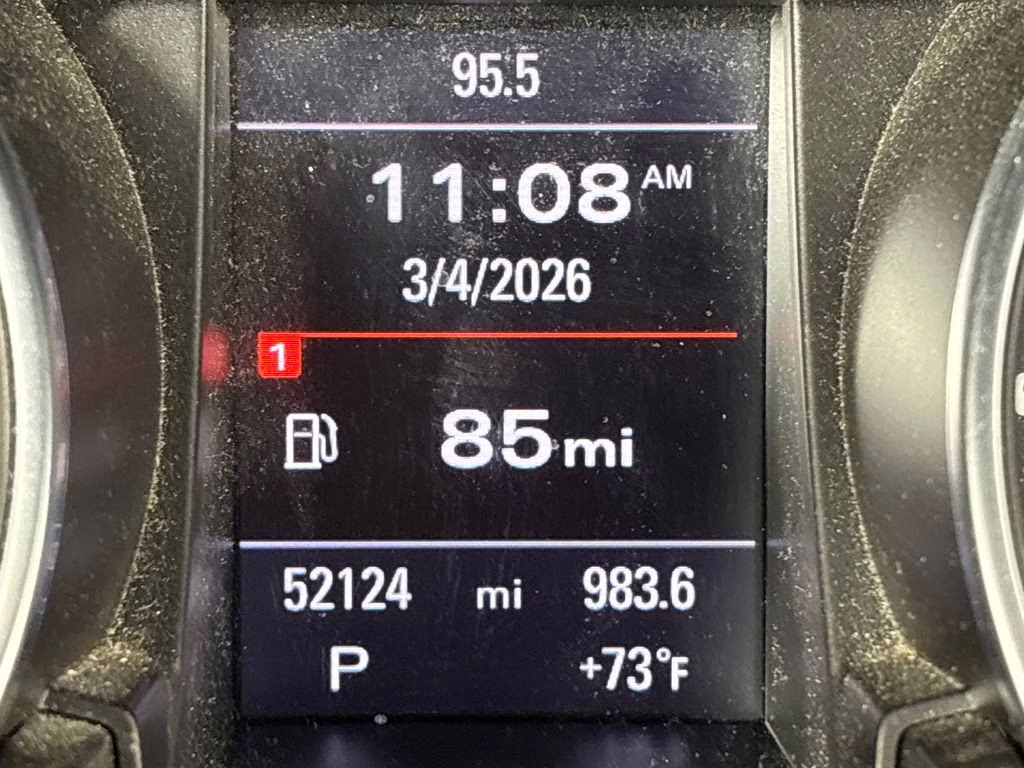 95.5
11:08 AM
3/4/2026
1
85 mi
52124 mi 983.6
P +73°F